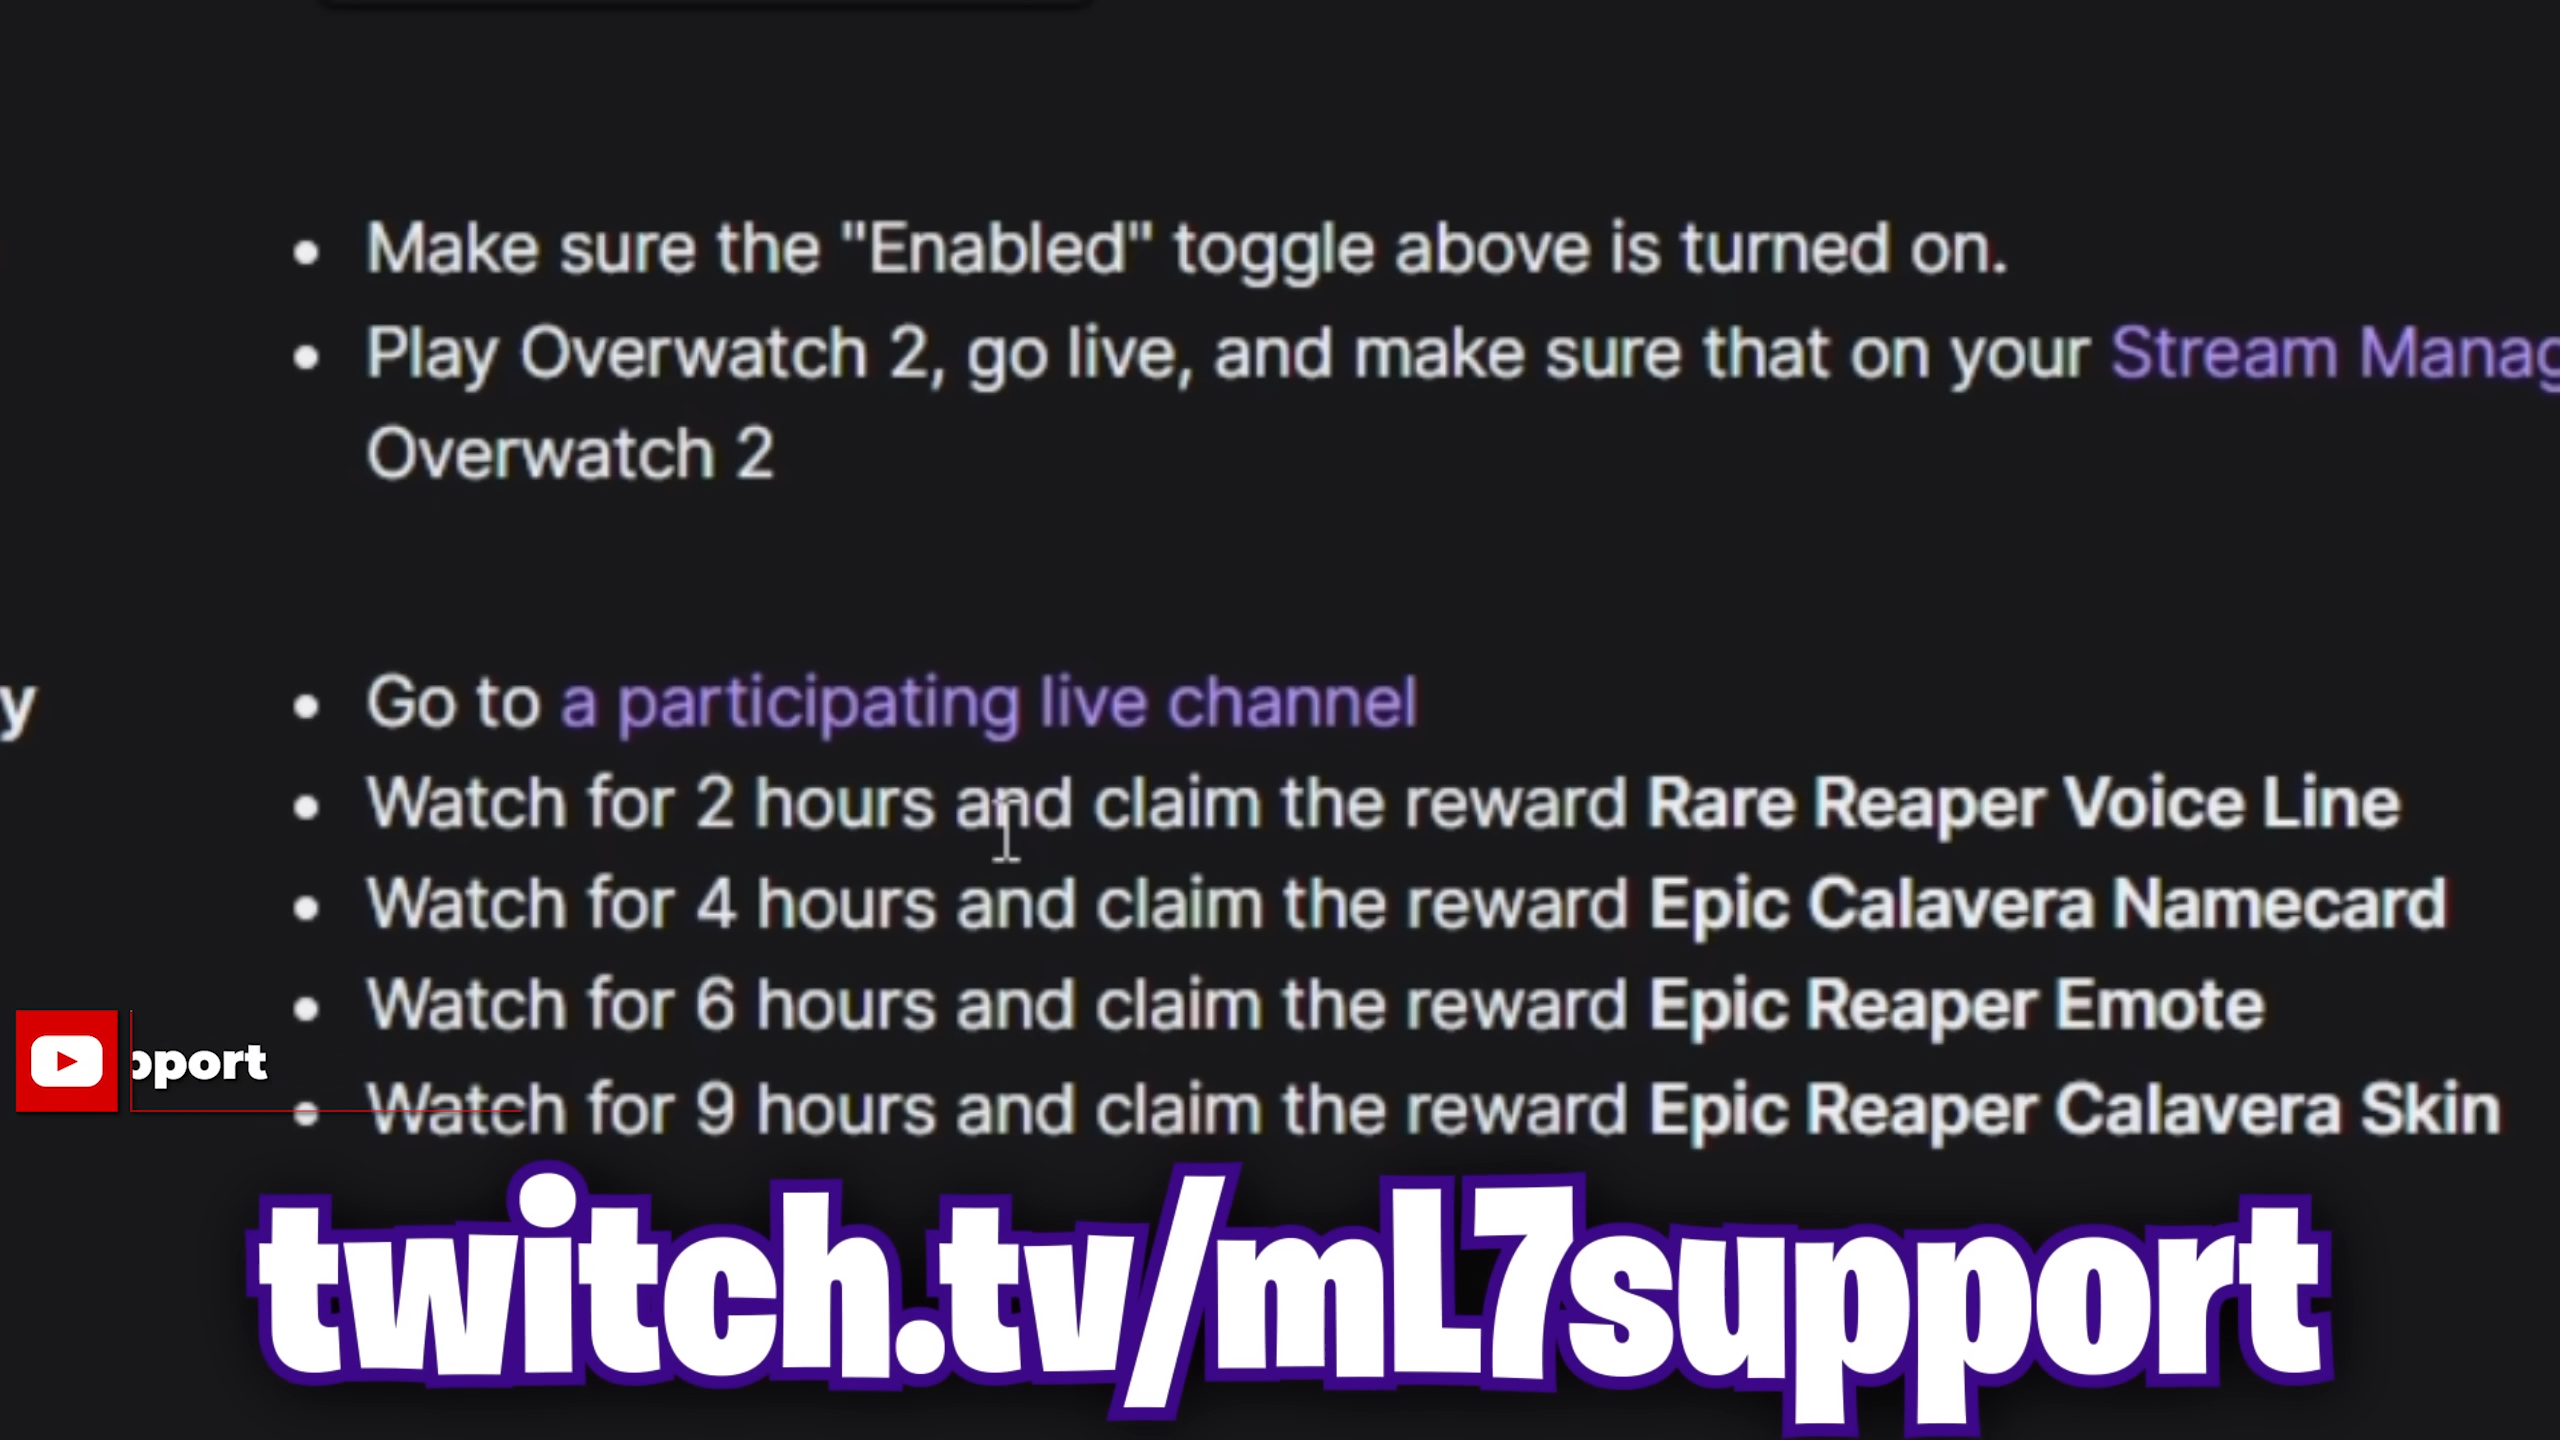 Make sure the "Enabled" toggle above is turned on.
Play Overwatch 2, go live, and make sure that on your Stream Manag
Overwatch 2
y
Go to a participating live channel
Watch for 2 hours and claim the reward Rare Reaper Voice Line
Watch for 4 hours and claim the reward Epic Calavera Namecard
Watch for 6 hours and claim the reward Epic Reaper Emote
pport
Watch for 9 hours and claim the reward Epic Reaper Calavera Skin
twitch.tv/mL7support